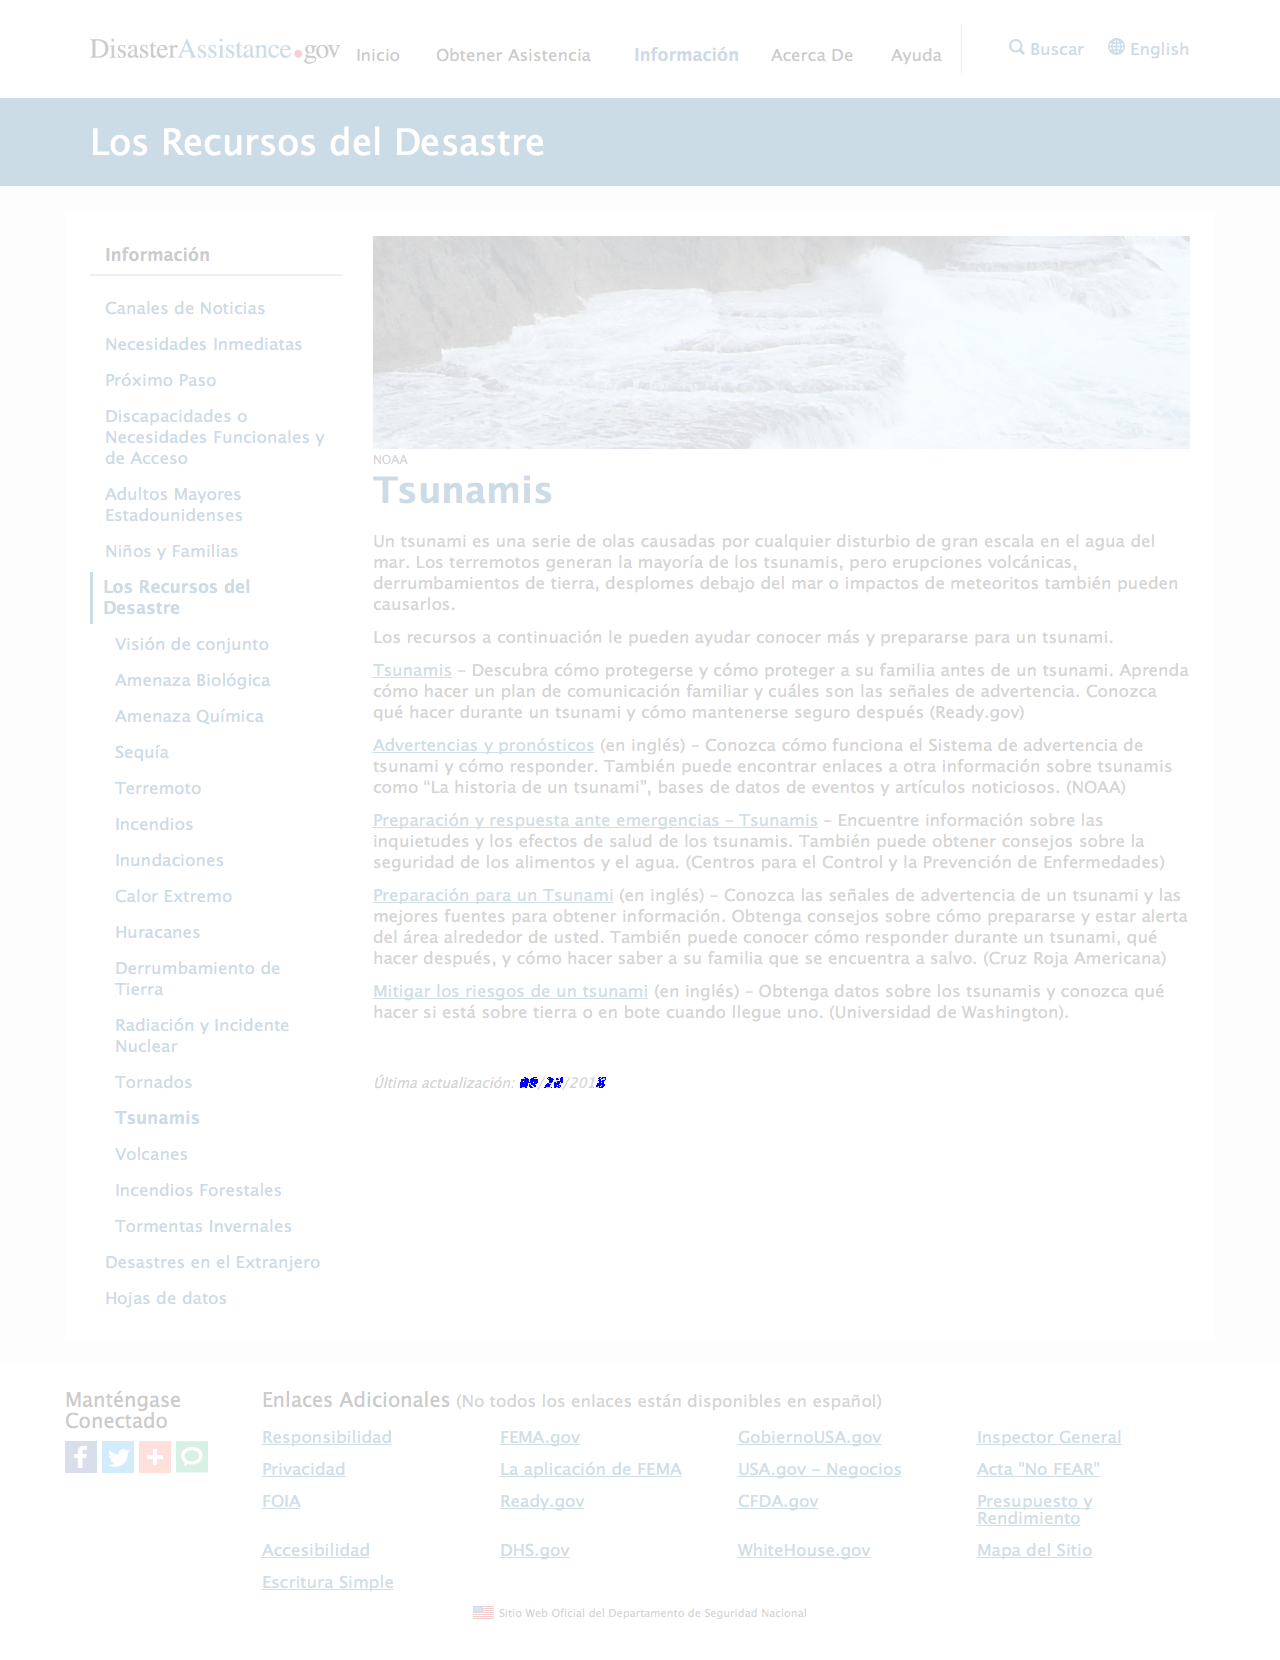 DisasterAssistance.gov
Inicio
Obtener Asistencia
Información
Acerca De
Ayuda
Buscar
English
Los Recursos del Desastre
Información
Canales de Noticias
Necesidades Inmediatas
Próximo Paso
Discapacidades o
Necesidades Funcionales y
de Acceso
Adultos Mayores
Estadounidenses
Niños y Familias
Los Recursos del
Desastre
Visión de conjunto
Amenaza Biológica
Amenaza Química
Sequía
Terremoto
Incendios
Inundaciones
Calor Extremo
Huracanes
Derrumbamiento de
Tierra
Radiación y Incidente
Nuclear
Tornados
Tsunamis
Volcanes
Incendios Forestales
Tormentas Invernales
Desastres en el Extranjero
Hojas de datos
NOAA
Tsunamis
Un tsunami es una serie de olas causadas por cualquier disturbio de gran escala en el agua del
mar. Los terremotos generan la mayoría de los tsunamis, pero erupciones volcánicas,
derrumbamientos de tierra, desplomes debajo del mar o impactos de meteoritos también pueden
causarlos.
Los recursos a continuación le pueden ayudar conocer más y prepararse para un tsunami.
Tsunamis – Descubra cómo protegerse y cómo proteger a su familia antes de un tsunami. Aprenda
cómo hacer un plan de comunicación familiar y cuáles son las señales de advertencia. Conozca
qué hacer durante un tsunami y cómo mantenerse seguro después (Ready.gov)
Advertencias y pronósticos (en inglés) – Conozca cómo funciona el Sistema de advertencia de
tsunami y cómo responder. También puede encontrar enlaces a otra información sobre tsunamis
como “La historia de un tsunami”, bases de datos de eventos y artículos noticiosos. (NOAA)
Preparación y respuesta ante emergencias – Tsunamis – Encuentre información sobre las
inquietudes y los efectos de salud de los tsunamis. También puede obtener consejos sobre la
seguridad de los alimentos y el agua. (Centros para el Control y la Prevención de Enfermedades)
Preparación para un Tsunami (en inglés) – Conozca las señales de advertencia de un tsunami y las
mejores fuentes para obtener información. Obtenga consejos sobre cómo prepararse y estar alerta
del área alrededor de usted. También puede conocer cómo responder durante un tsunami, qué
hacer después, y cómo hacer saber a su familia que se encuentra a salvo. (Cruz Roja Americana)
Mitigar los riesgos de un tsunami (en inglés) – Obtenga datos sobre los tsunamis y conozca qué
hacer si está sobre tierra o en bote cuando llegue uno. (Universidad de Washington).
Última actualización:
Manténgase
Conectado
Enlaces Adicionales (No todos los enlaces están disponibles en español)
Responsibilidad
FEMA.gov
GobiernoUSA.gov
Inspector General
Privacidad
La aplicación de FEMA
USA.gov – Negocios
Acta "No FEAR"
FOIA
Ready.gov
CFDA.gov
Presupuesto y
Rendimiento
Accesibilidad
DHS.gov
WhiteHouse.gov
Mapa del Sitio
Escritura Simple
Sitio Web Oficial del Departamento de Seguridad Nacional